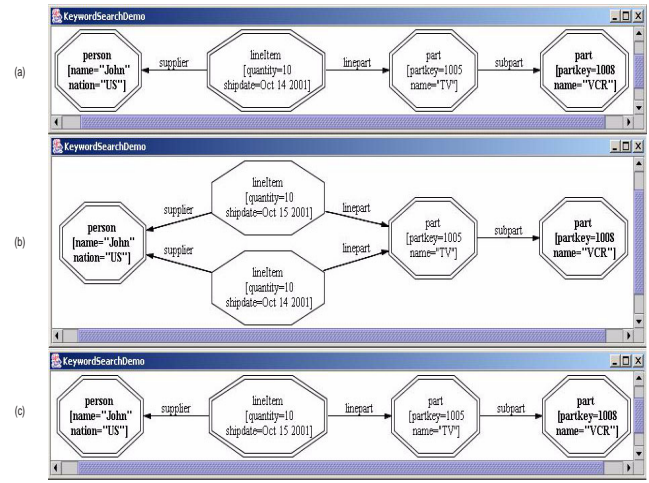 KeywordSearchDemo
(a)
person
[name="John"
nation="US"]
supplier
lineItem
[quantity=10
shipdate=Oct 14 2001]
linepart
part
[partkey=1005
name="TV"]
subpart
part
[partkey=1008
name="VCR"]
KeywordSearchDemo
(b)
person
[name="John"
nation="US"]
supplier
supplier
lineItem
[quantity=10
shipdate=Oct 15 2001]
lineItem
[quantity=10
shipdate=Oct 14 2001]
linepart
linepart
part
[partkey=1005
name="TV"]
subpart
part
[partkey=1008
name="VCR"]
KeywordSearchDemo
(c)
person
[name="John"
nation="US"]
supplier
lineItem
[quantity=10
shipdate=Oct 15 2001]
linepart
part
[partkey=1005
name="TV"]
subpart
part
[partkey=1008
name="VCR"]